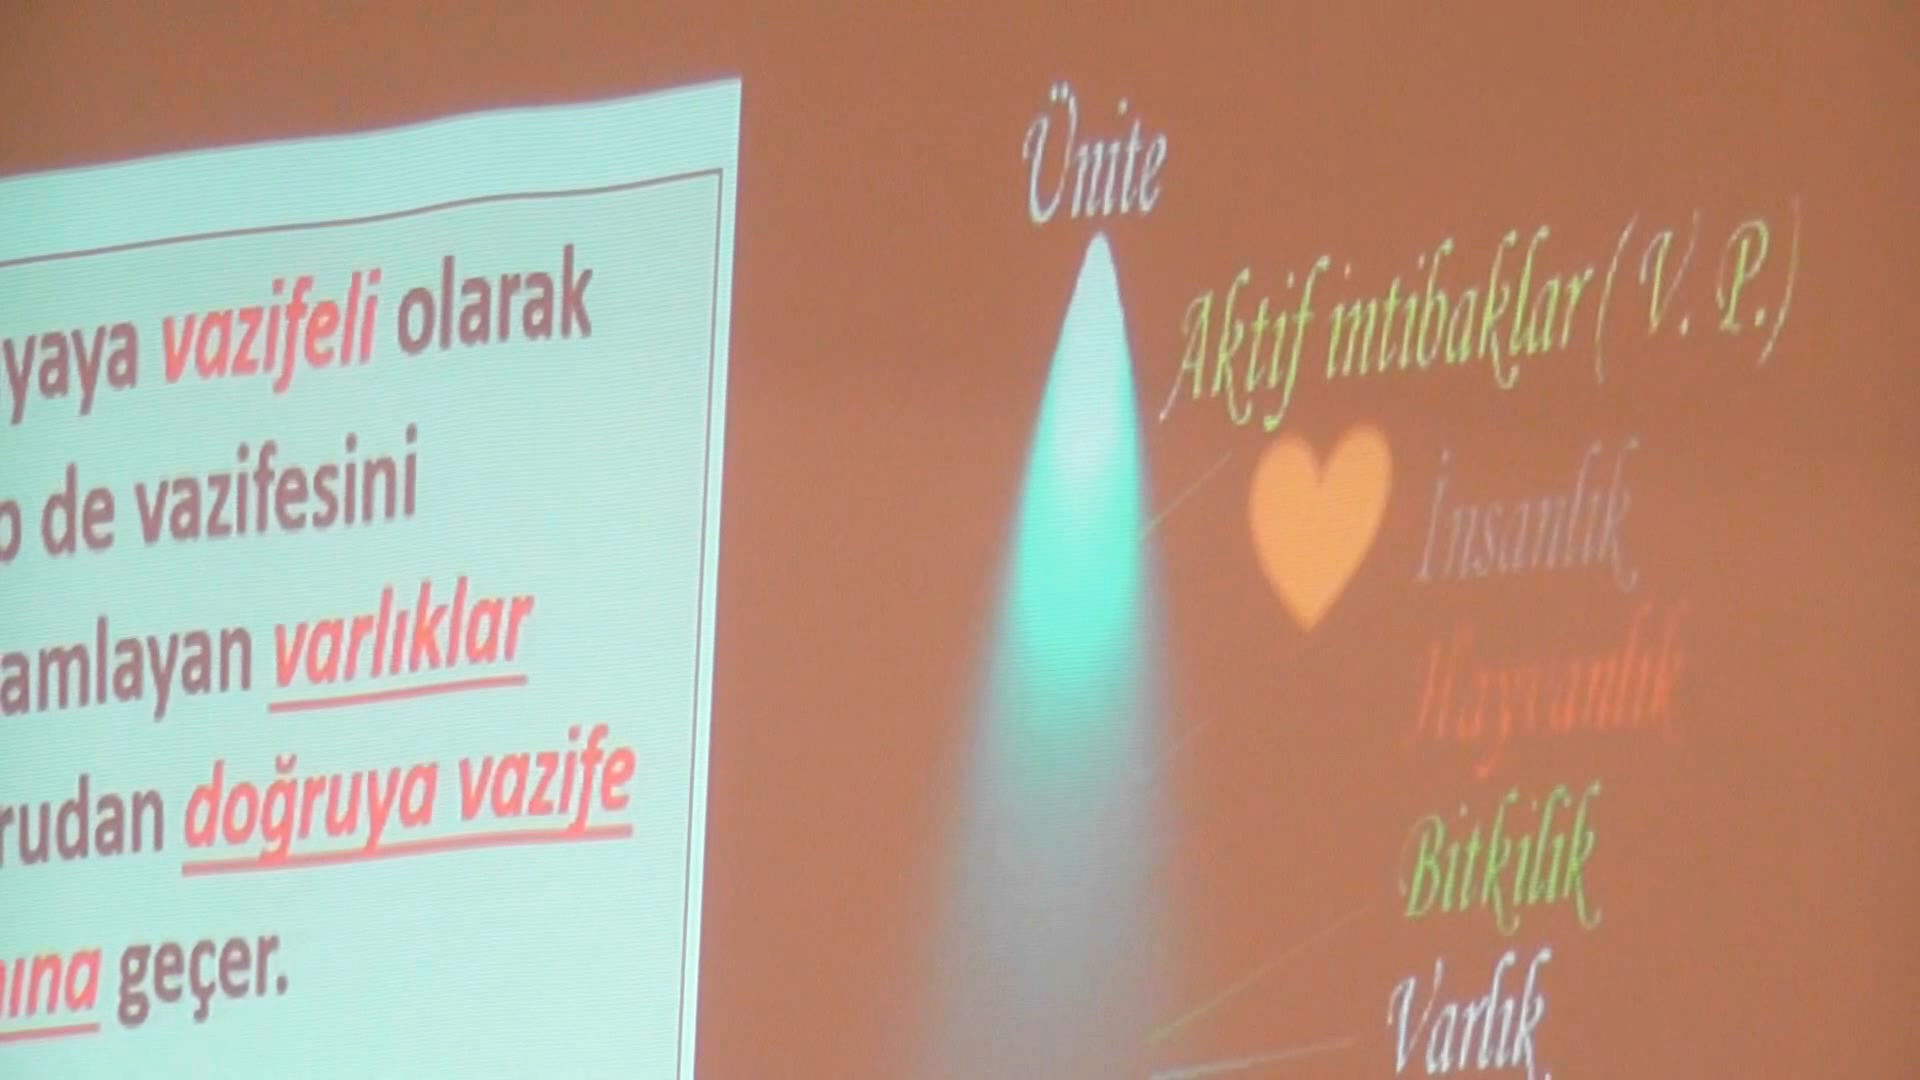 yaya vazifeli olarak
de vazifesini
amlayan varlıklar
rudan doğruya vazife
ına geçer.
Ünite
Aktif intibaklar ( V. P.)
İnsanlık
Hayvanlık
Bitkilik
Varlık